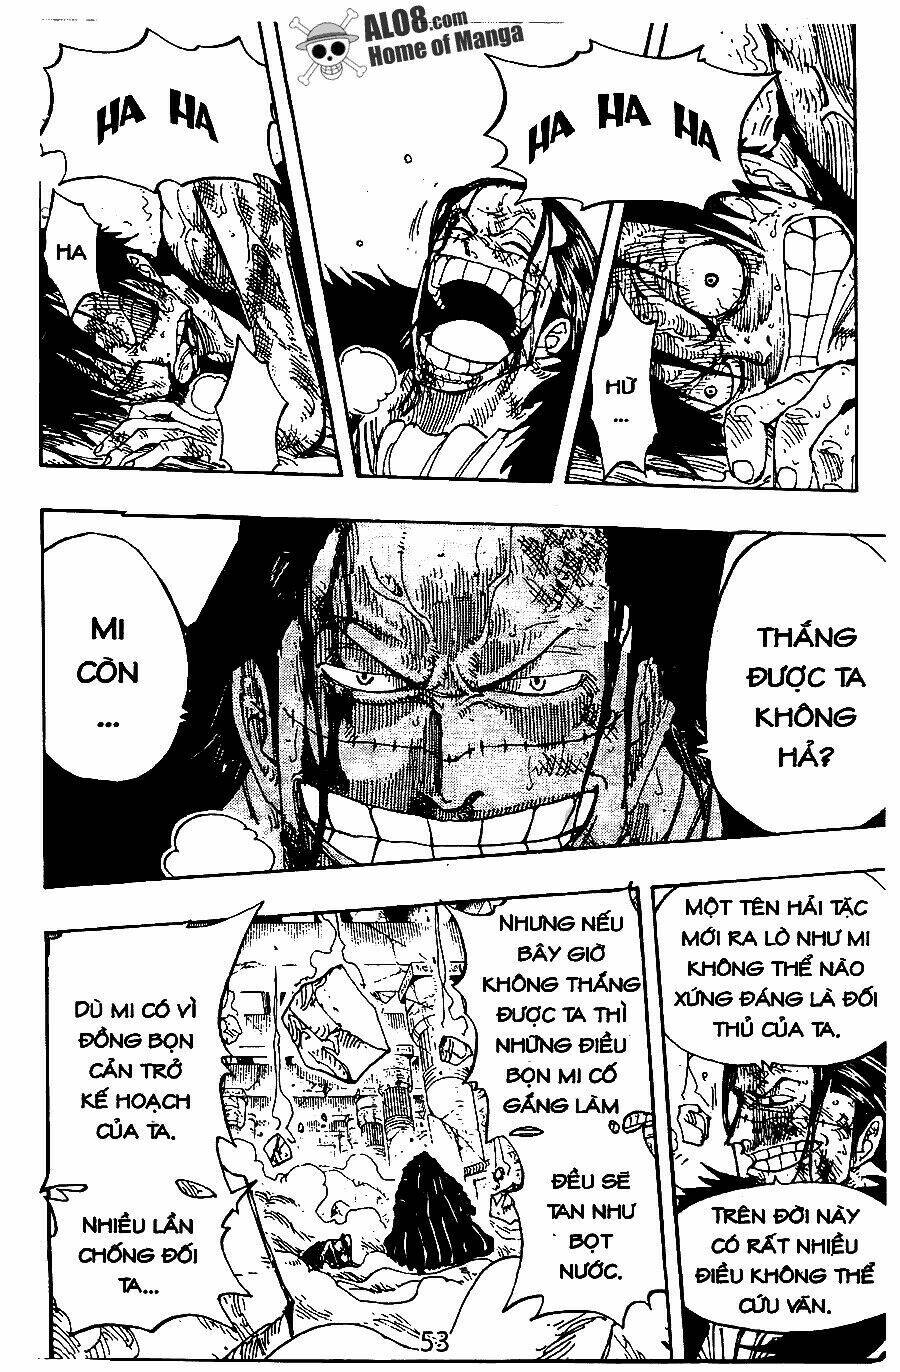 ALO8.com
Home of Manga
HA HA
HA
HA HA HA
HỪ
...
MI
CÒN
...
THẮNG
ĐƯỢC TA
KHÔNG
HẢ?
DÙ MI CÓ VÌ
ĐỒNG BỌN
CẢN TRỞ
KẾ HOẠCH
CỦA TA.
NHIỀU LẦN
CHỐNG ĐỐI
TA...
NHƯNG NẾU
BÂY GIỜ
KHÔNG THẮNG
ĐƯỢC TA THÌ
NHỮNG ĐIỀU
BỌN MI CỐ
GẮNG LÀM
ĐỀU SẼ
TAN NHƯ
BỌT
NƯỚC.
MỘT TÊN HẢI TẶC
MỚI RA LÒ NHƯ MI
KHÔNG THỂ NÀO
XỨNG ĐÁNG LÀ ĐỐI
THỦ CỦA TA.
TRÊN ĐỜI NÀY
CÓ RẤT NHIỀU
ĐIỀU KHÔNG THỂ
CỨU VÃN.
53